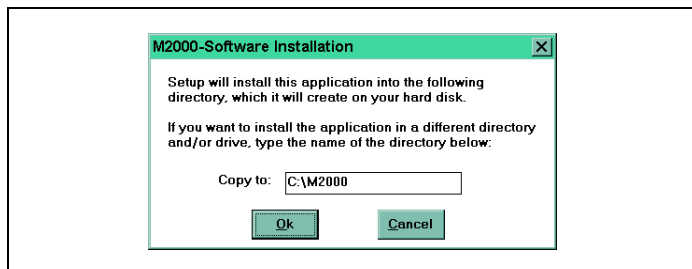 M2000-Software Installation
Setup will install this application into the following
directory, which it will create on your hard disk.
If you want to install the application in a different directory
and/or drive, type the name of the directory below:
Copy to: C:\M2000
Ok Cancel